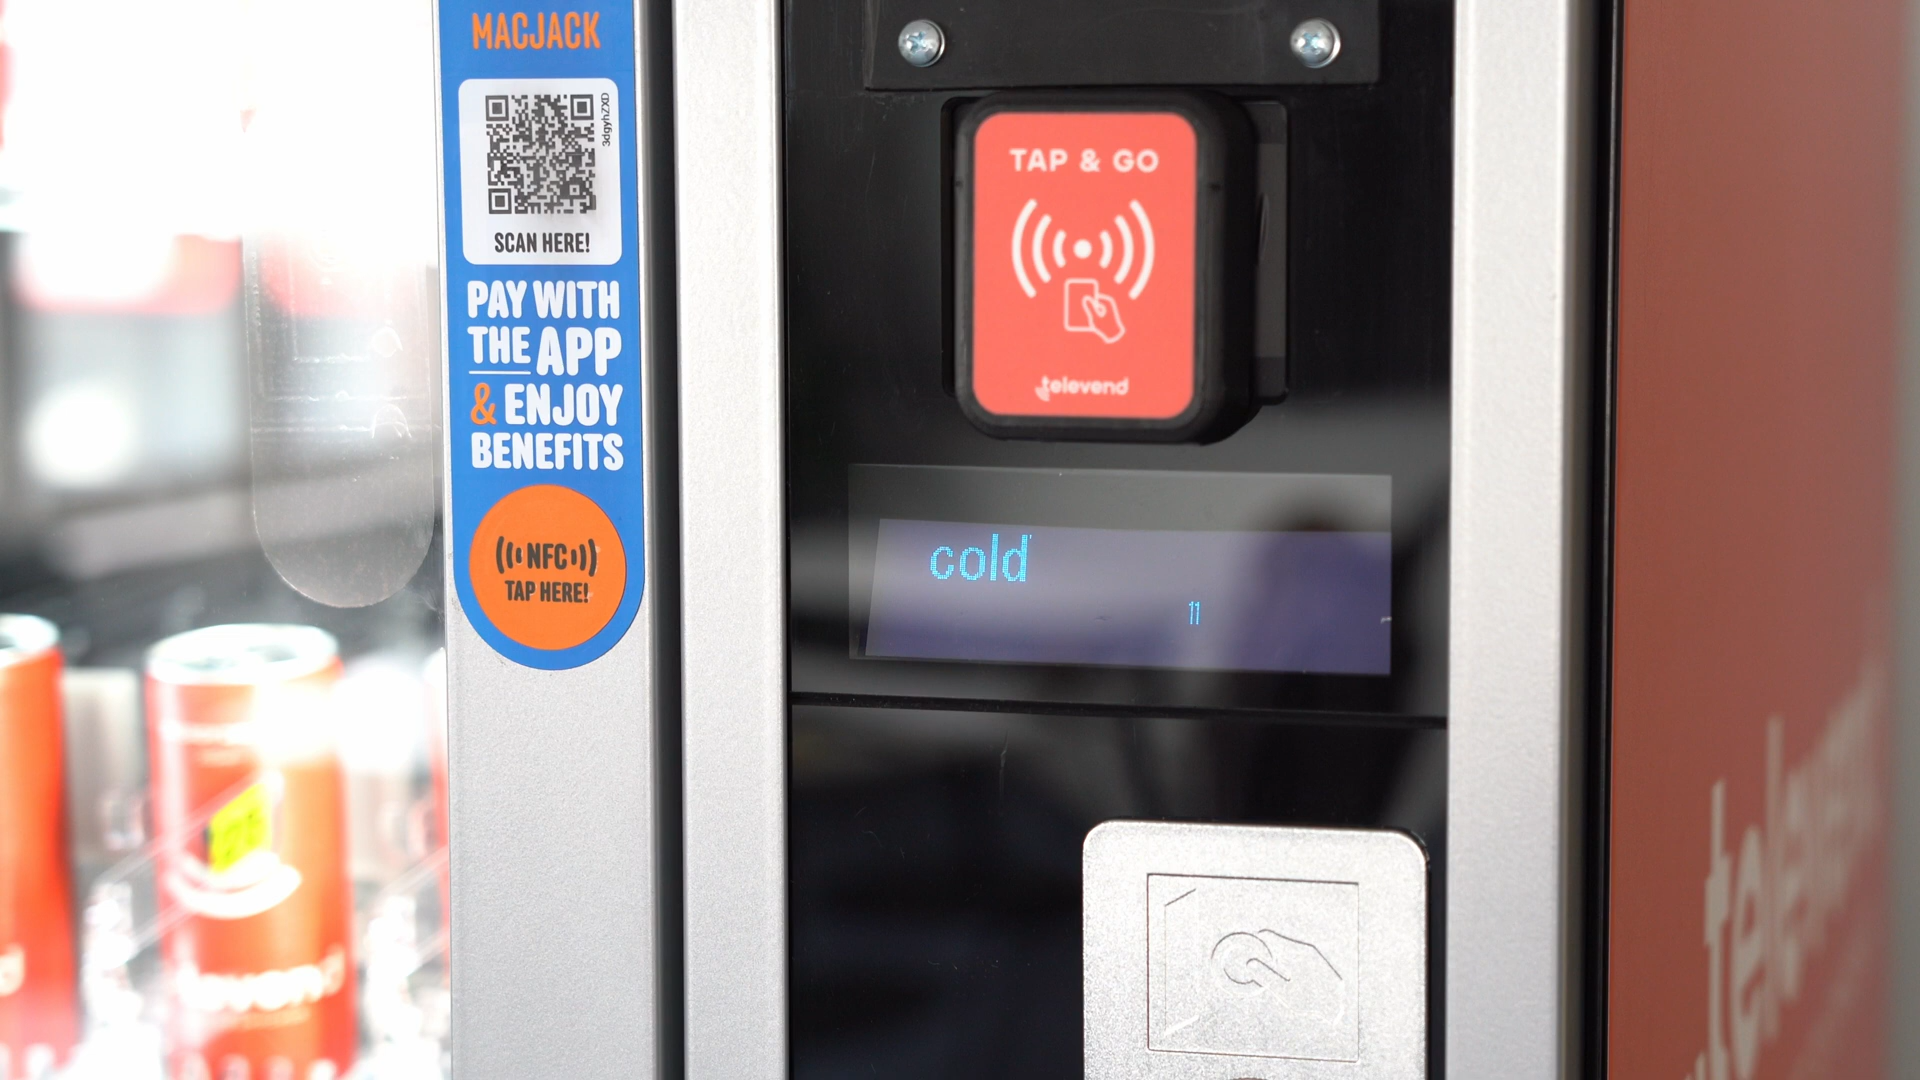 MACJACK
3dgyhZXD
SCAN HERE!
PAY WITH
THE APP
& ENJOY
BENEFITS
NFC
TAP HERE!
TAP & GO
televend
cold
11
televend